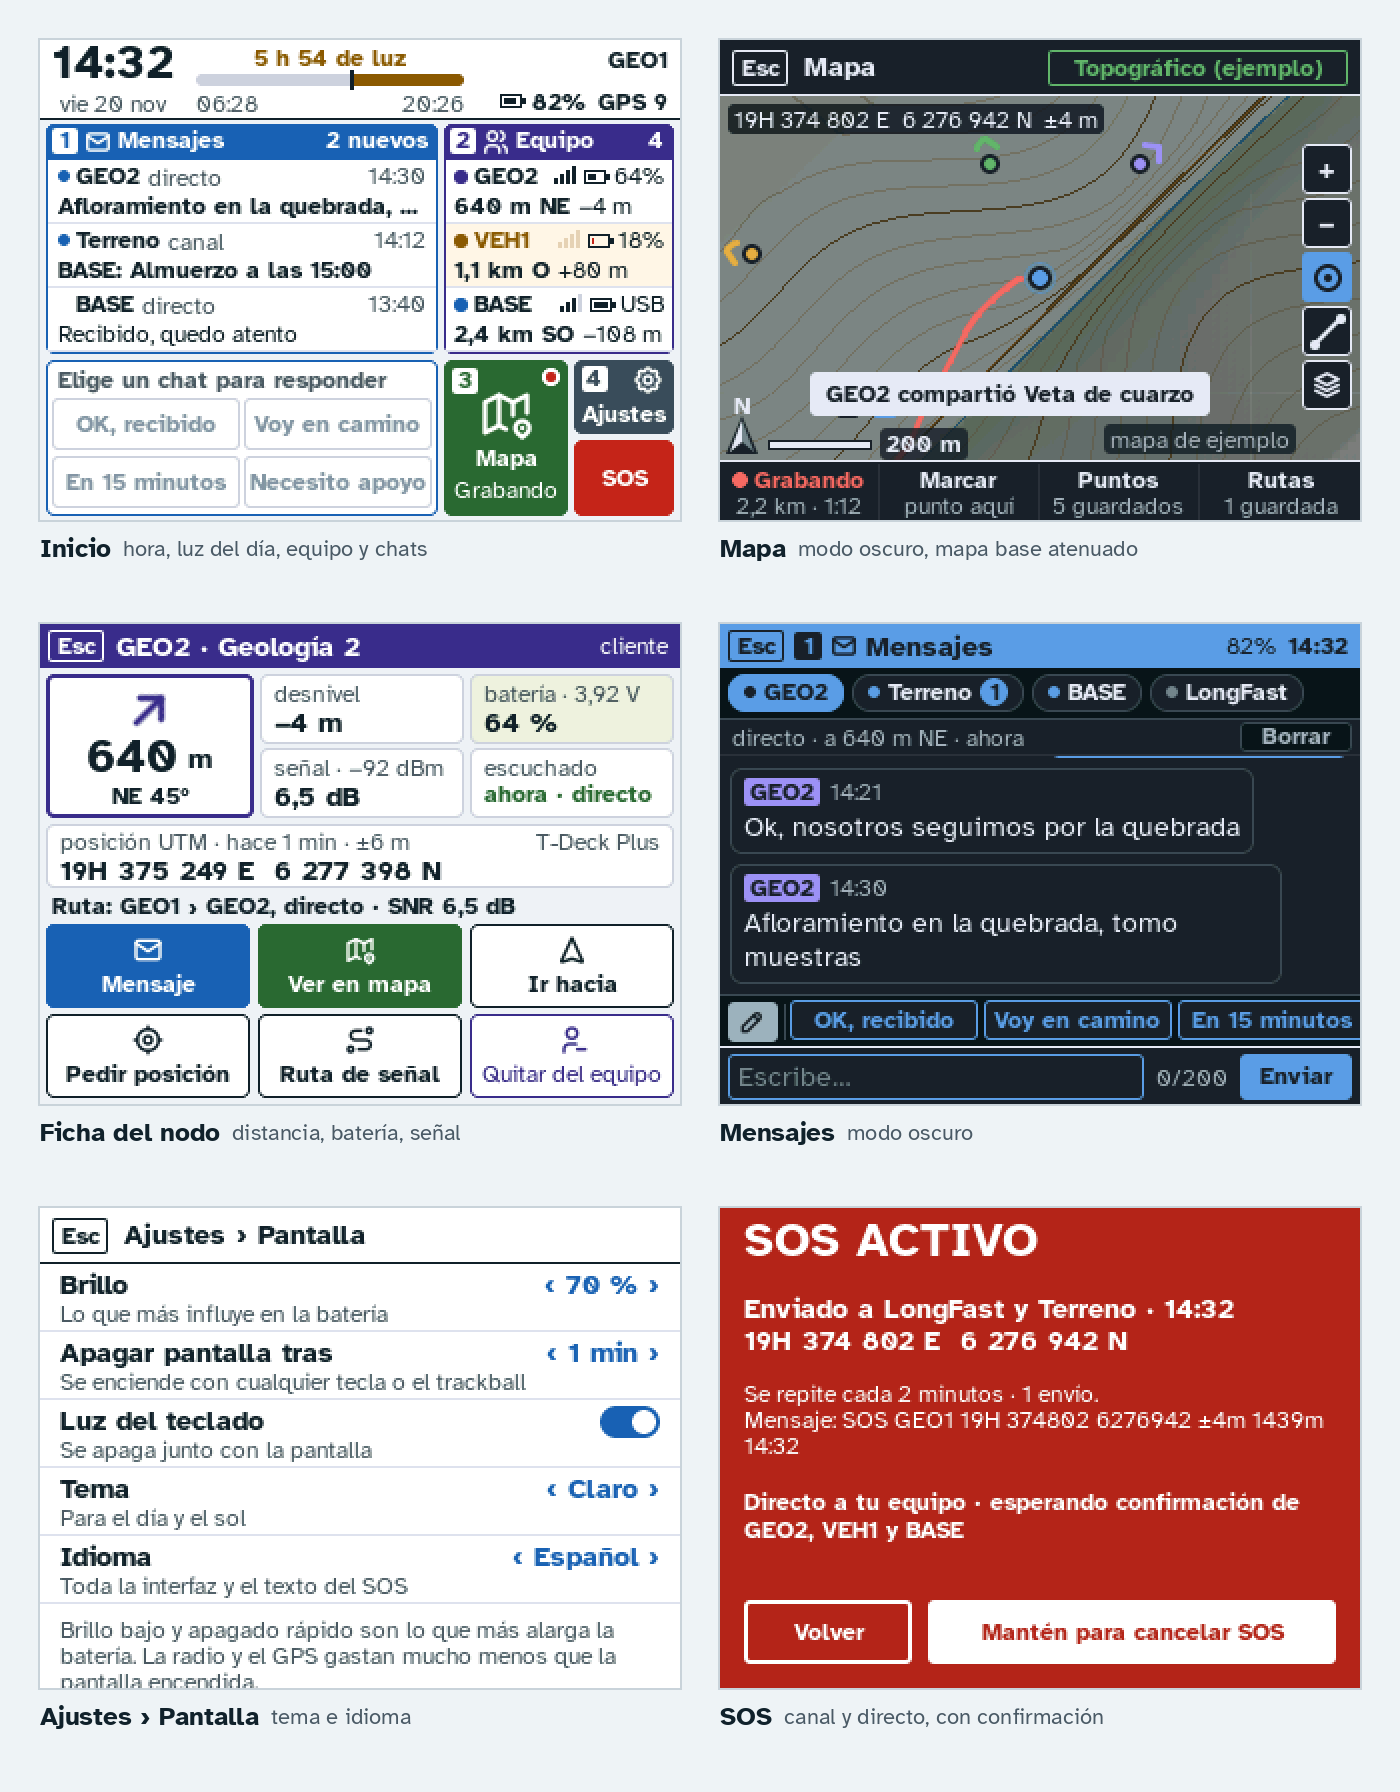 14:32
5 h 54 de luz
GEO1
vie 20 nov
06:28
20:26
82% GPS 9
1 Mensajes 2 nuevos
GEO2 directo 14:30
Afloramiento en la quebrada, ...
Terreno canal 14:12
BASE: Almuerzo a las 15:00
BASE directo 13:40
Recibido, quedo atento
2 Equipo 4
GEO2 64%
640 m NE –4 m
VEH1 18%
1,1 km O +80 m
BASE USB
2,4 km SO –108 m
Elige un chat para responder
OK, recibido
Voy en camino
En 15 minutos
Necesito apoyo
3
Mapa
Grabando
4
Ajustes
SOS
Inicio hora, luz del día, equipo y chats
Esc Mapa Topográfico (ejemplo)
19H 374 802 E 6 276 942 N ±4 m
+
–
GEO2 compartió Veta de cuarzo
N
200 m
mapa de ejemplo
Grabando
2,2 km · 1:12
Marcar
punto aquí
Puntos
5 guardados
Rutas
1 guardada
Mapa modo oscuro, mapa base atenuado
Esc GEO2 · Geología 2 cliente
640 m
NE 45°
desnivel
–4 m
batería · 3,92 V
64 %
señal · –92 dBm
6,5 dB
escuchado
ahora · directo
posición UTM · hace 1 min · ±6 m T-Deck Plus
19H 375 249 E 6 277 398 N
Ruta: GEO1 › GEO2, directo · SNR 6,5 dB
Mensaje
Ver en mapa
Ir hacia
Pedir posición
Ruta de señal
Quitar del equipo
Ficha del nodo distancia, batería, señal
Esc 1 Mensajes 82% 14:32
GEO2
Terreno 1
BASE
LongFast
directo · a 640 m NE · ahora Borrar
GEO2 14:21
Ok, nosotros seguimos por la quebrada
GEO2 14:30
Afloramiento en la quebrada, tomo
muestras
OK, recibido
Voy en camino
En 15 minutos
Escribe... 0/200 Enviar
Mensajes modo oscuro
Esc Ajustes › Pantalla
Brillo ‹ 70 % ›
Lo que más influye en la batería
Apagar pantalla tras ‹ 1 min ›
Se enciende con cualquier tecla o el trackball
Luz del teclado
Se apaga junto con la pantalla
Tema ‹ Claro ›
Para el día y el sol
Idioma ‹ Español ›
Toda la interfaz y el texto del SOS
Brillo bajo y apagado rápido son lo que más alarga la
batería. La radio y el GPS gastan mucho menos que la
pantalla encendida.
Ajustes › Pantalla tema e idioma
SOS ACTIVO
Enviado a LongFast y Terreno · 14:32
19H 374 802 E 6 276 942 N
Se repite cada 2 minutos · 1 envío.
Mensaje: SOS GEO1 19H 374802 6276942 ±4m 1439m
14:32
Directo a tu equipo · esperando confirmación de
GEO2, VEH1 y BASE
Volver
Mantén para cancelar SOS
SOS canal y directo, con confirmación